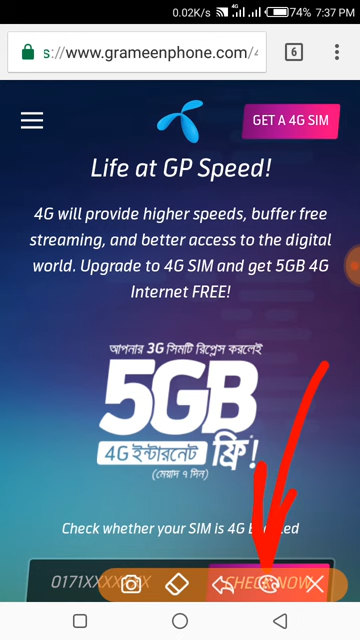 0.02K/s 4G 74% 7:37 PM
s://www.grameenphone.com/4 6
GET A 4G SIM
Life at GP Speed!
4G will provide higher speeds, buffer free
streaming, and better access to the digital
world. Upgrade to 4G SIM and get 5GB 4G
Internet FREE!
আপনার 3G সিমটি রিপ্লেস করলেই
5GB
4G ইন্টারনেট ফ্রি!
(মেয়াদ ৭ দিন)
Check whether your SIM is 4G
CHECK NOW